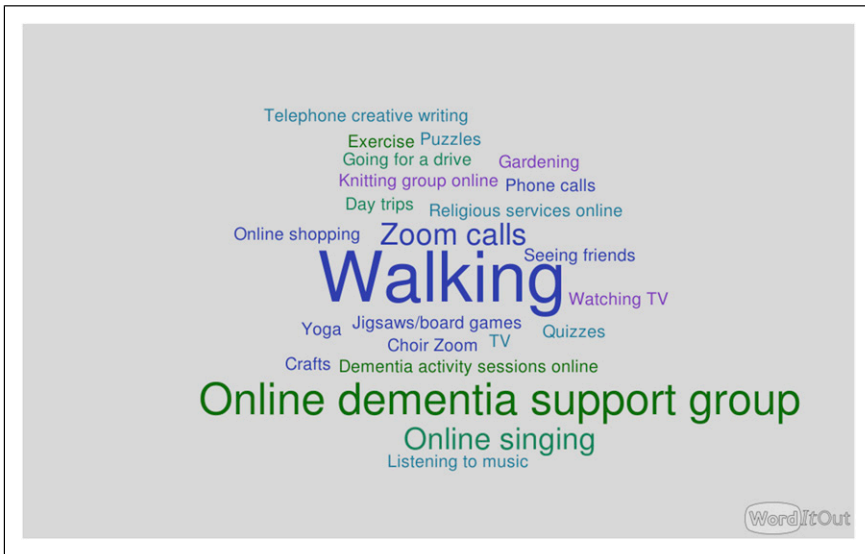 Telephone creative writing
Exercise Puzzles
Going for a drive Gardening
Knitting group online Phone calls
Day trips Religious services online
Online shopping Zoom calls
Seeing friends
Walking
Watching TV
Jigsaws/board games
Yoga Quizzes
Choir Zoom TV
Crafts Dementia activity sessions online
Online dementia support group
Online singing
Listening to music
WordItOut